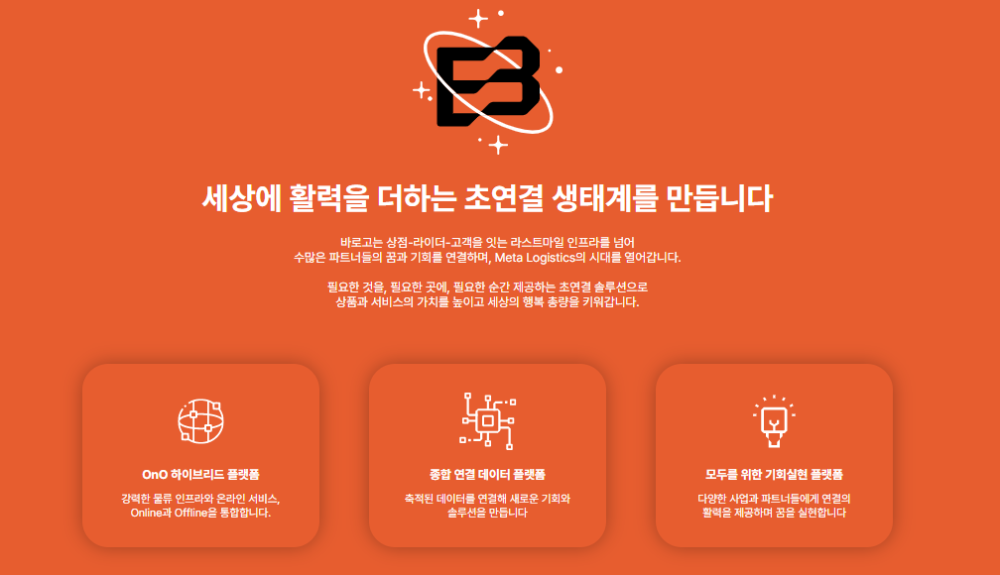 세상에 활력을 더하는 초연결 생태계를 만듭니다
바로고는 상점-라이더-고객을 잇는 라스트마일 인프라를 넘어
수많은 파트너들의 꿈과 기회를 연결하며, Meta Logistics의 시대를 열어갑니다.
필요한 것을, 필요한 곳에, 필요한 순간 제공하는 초연결 솔루션으로
상품과 서비스의 가치를 높이고 세상의 행복 총량을 키워갑니다.
OnO 하이브리드 플랫폼
강력한 물류 인프라와 온라인 서비스,
Online과 Offline을 통합합니다.
종합 연결 데이터 플랫폼
축적된 데이터를 연결해 새로운 기회와
솔루션을 만듭니다
모두를 위한 기회실현 플랫폼
다양한 사업과 파트너들에게 연결의
활력을 제공하며 꿈을 실현합니다